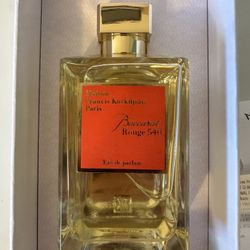 Maison
Francis Kurkdjian
Paris
Baccarat
Rouge 540
Eau de parfum